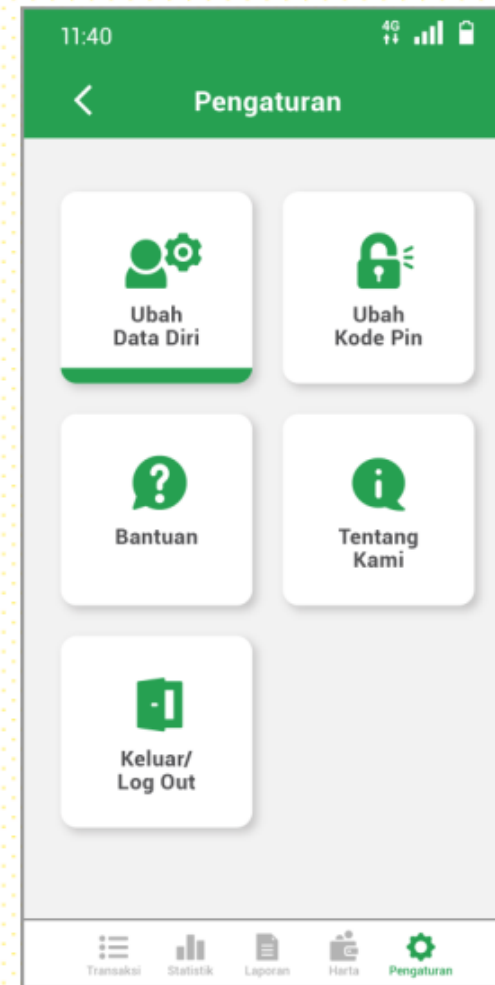 11:40
4G
Pengaturan
Ubah
Data Diri
Ubah
Kode Pin
Bantuan
Tentang
Kami
Keluar/
Log Out
Transaksi
Statistik
Laporan
Harta
Pengaturan